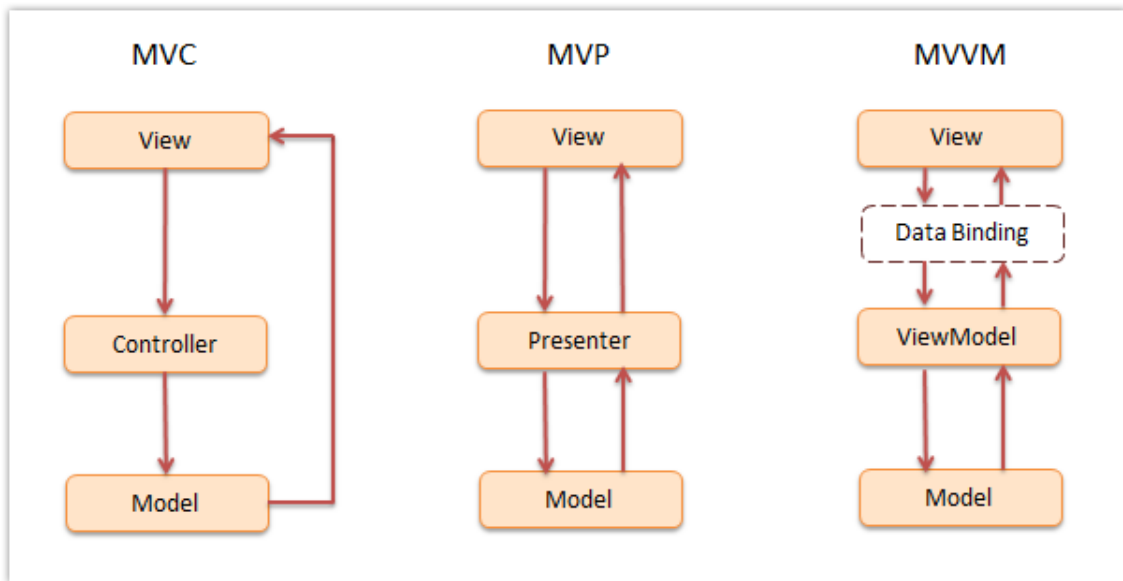 MVC
View
Controller
Model
MVP
View
Presenter
Model
MVVM
View
Data Binding
ViewModel
Model